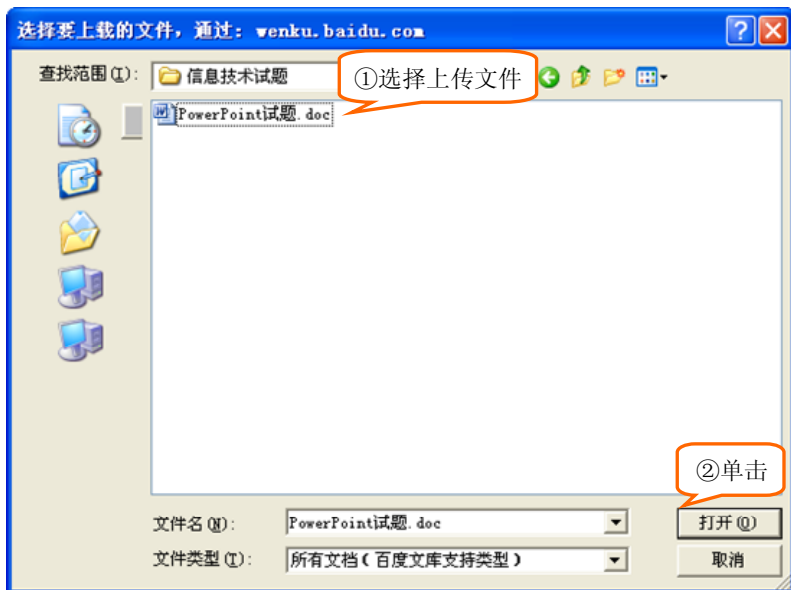 选择要上载的文件，通过: wenku.baidu.com
查找范围(I):
信息技术试题
①选择上传文件
PowerPoint试题.doc
②单击
文件名(N):
PowerPoint试题.doc
打开(O)
文件类型(T):
所有文档(百度文库支持类型)
取消